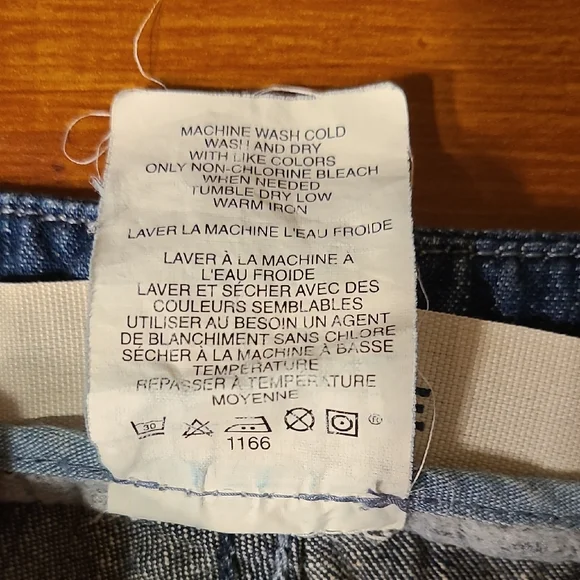 MACHINE WASH COLD
WASH AND DRY
WITH LIKE COLORS
ONLY NON-CHLORINE BLEACH
WHEN NEEDED
TUMBLE DRY LOW
WARM IRON
LAVER LA MACHINE L'EAU FROIDE
LAVER À LA MACHINE À
L'EAU FROIDE
LAVER ET SÉCHER AVEC DES
COULEURS SEMBLABLES
UTILISER AU BESOIN UN AGENT
DE BLANCHIMENT SANS CHLORE
SÉCHER À LA MACHINE À BASSE
TEMPÉRATURE
REPASSER À TEMPÉRATURE
MOYENNE
30
1166